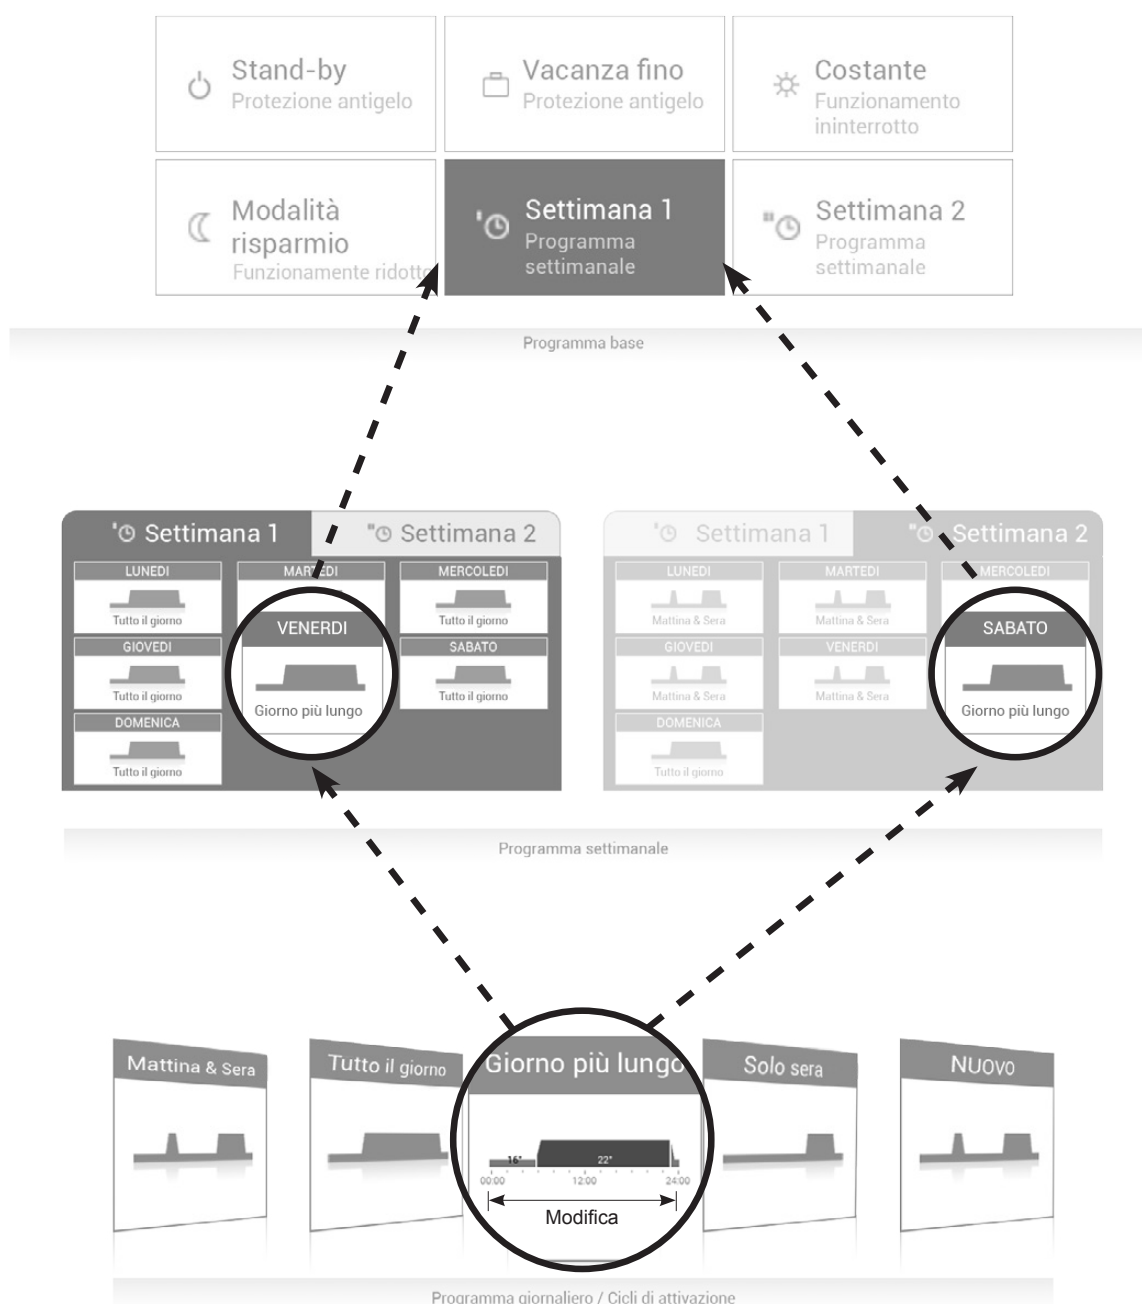 Stand-by
Protezione antigelo
Vacanza fino
Protezione antigelo
Costante
Funzionamento
ininterrotto
Modalità
risparmio
Funzionamente ridotto
Settimana 1
Programma
settimanale
Settimana 2
Programma
settimanale
Programma base
Settimana 1
Settimana 2
LUNEDI
MARTEDI
MERCOLEDI
Tutto il giorno
Tutto il giorno
GIOVEDI
VENERDI
SABATO
Tutto il giorno
Giorno più lungo
Tutto il giorno
DOMENICA
Tutto il giorno
Settimana 1
Settimana 2
LUNEDI
MARTEDI
MERCOLEDI
Mattina & Sera
Mattina & Sera
GIOVEDI
VENERDI
SABATO
Mattina & Sera
Mattina & Sera
Giorno più lungo
DOMENICA
Tutto il giorno
Programma settimanale
Mattina & Sera
Tutto il giorno
Giorno più lungo
16°
22°
00:00
12:00
24:00
Modifica
Solo sera
NUOVO
Programma giornaliero / Cicli di attivazione